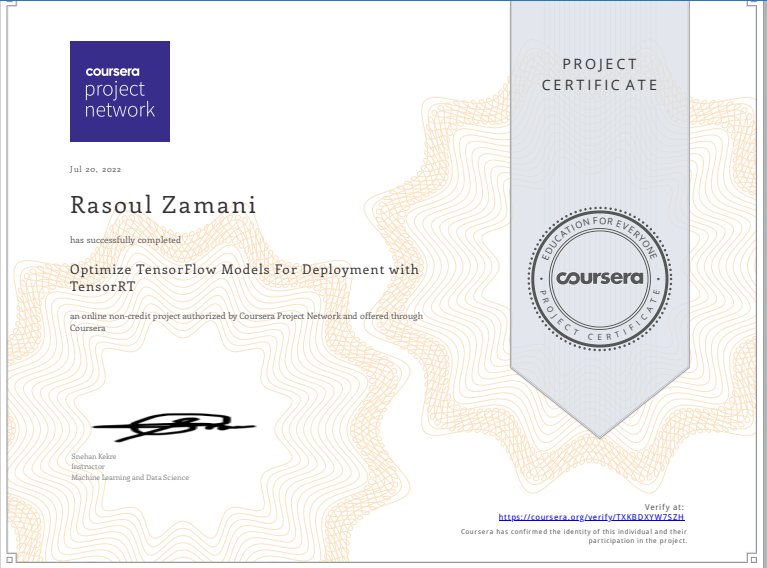 coursera
project
network
PROJECT
CERTIFICATE
Jul 20, 2022
Rasoul Zamani
has successfully completed
Optimize TensorFlow Models For Deployment with
TensorRT
an online non-credit project authorized by Coursera Project Network and offered through
Coursera
EDUCATION FOR EVERYONE
coursera
PROJECT CERTIFICATE
Snehan Kekre
Instructor
Machine Learning and Data Science
Verify at:
https://coursera.org/verify/TXKBDXYW7SZH
Coursera has confirmed the identity of this individual and their
participation in the project.